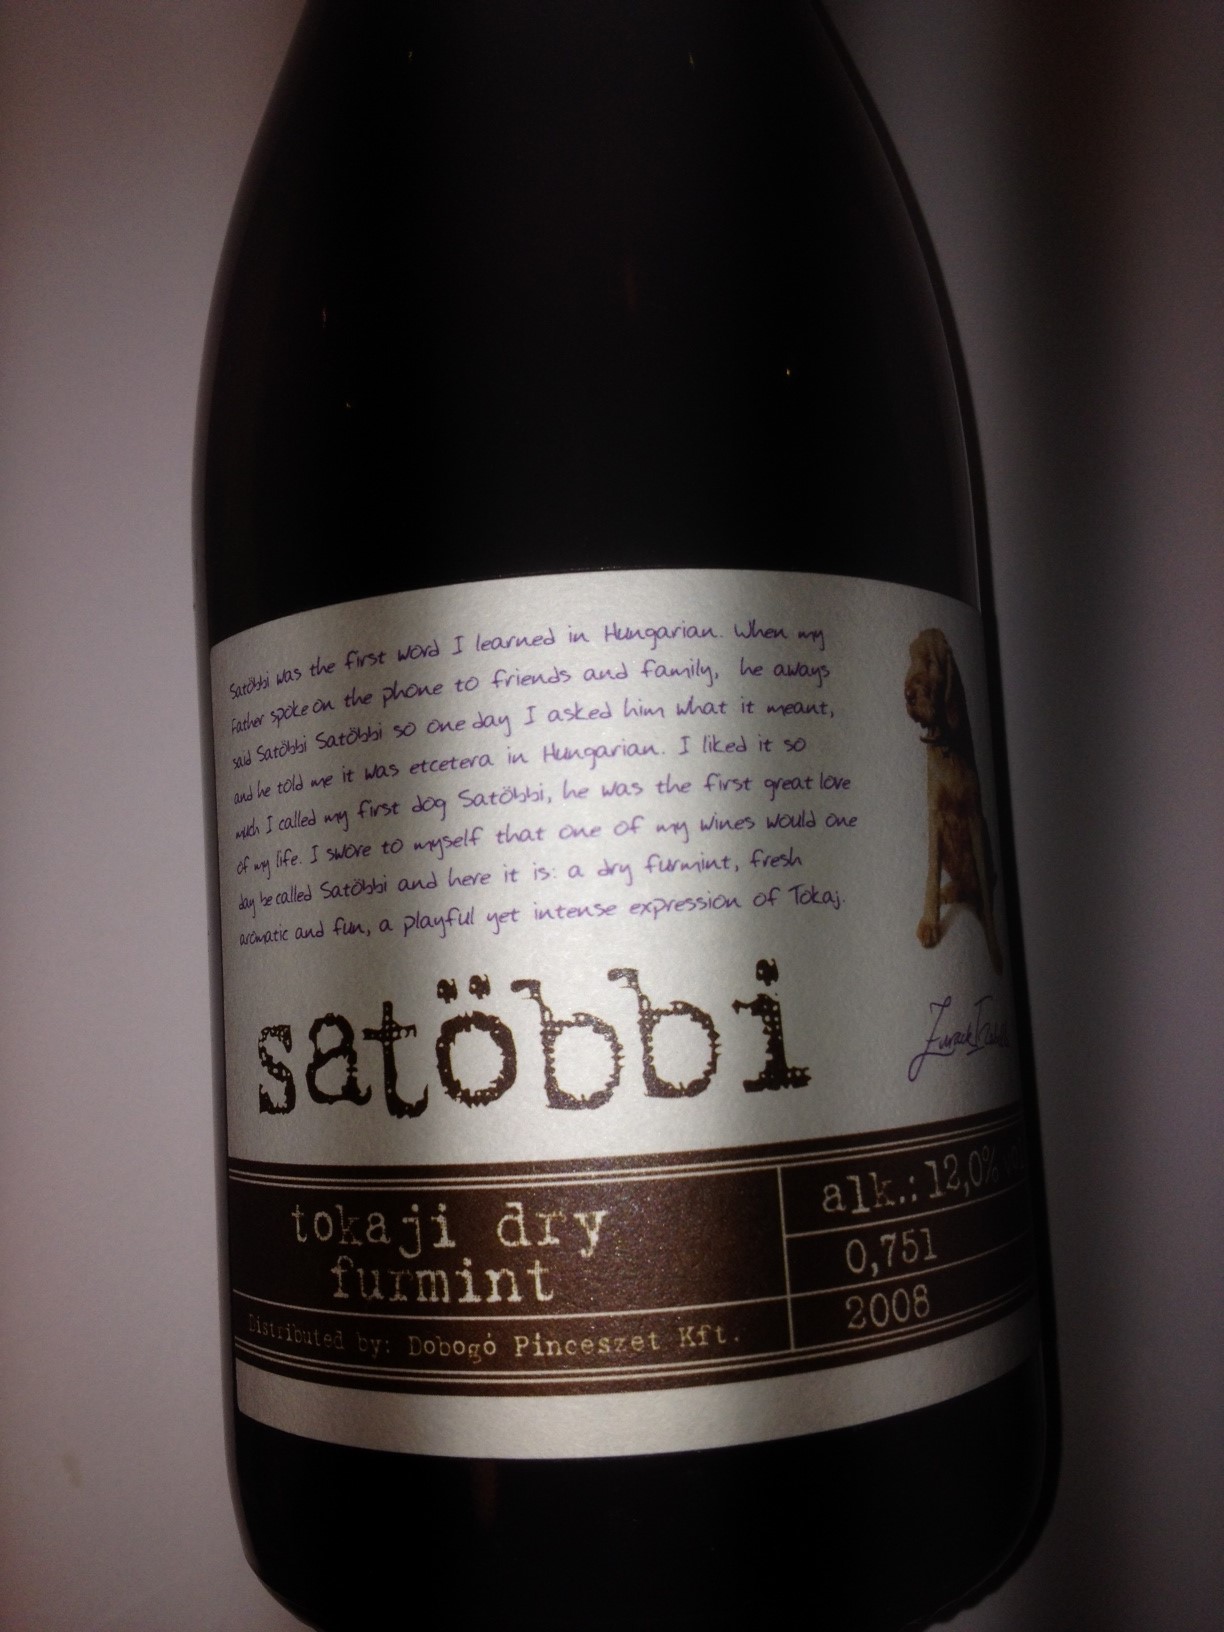 Satöbbi was the first word I learned in Hungarian. When my
Father spoke on the phone to friends and family, he aways
said Satöbbi Satöbbi so one day I asked him what it meant,
and he told me it was etcetera in Hungarian. I liked it so
much I called my first dog Satöbbi, he was the first great love
of my life. I swore to myself that one of my wines would one
day be called Satöbbi and here it is: a dry furmint, fresh
aromatic and fun, a playful yet intense expression of Tokaj.
satöbbi
tokaji dry
furmint
Distributed by: Dobogó Pinceszet Kft.
alk.: 12,0%
0,75l
2008